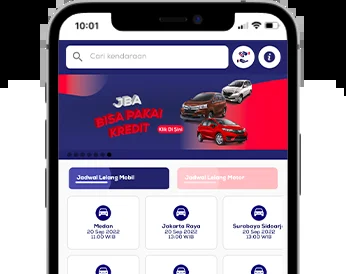 10:01
Cari kendaraan
JBA
BISA PAKAI
KREDIT
Klik Di Sini
Jadwal Lelang Mobil
Jadwal Lelang Motor
Medan
20 Sep 2022
11:00 WIB
Jakarta Raya
20 Sep 2022
13:00 WIB
Surabaya Sidoarj
20 Sep 2022
13:00 WIB